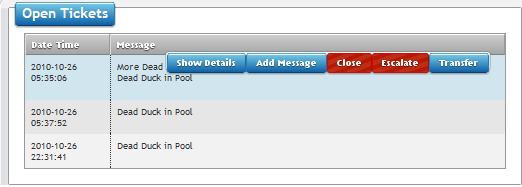 Open Tickets
Date Time Message
2010-10-26 More Dead
Show Details Add Message Close Escalate Transfer
05:35:06 Dead Duck in Pool
2010-10-26 Dead Duck in Pool
05:37:52
2010-10-26 Dead Duck in Pool
22:31:41